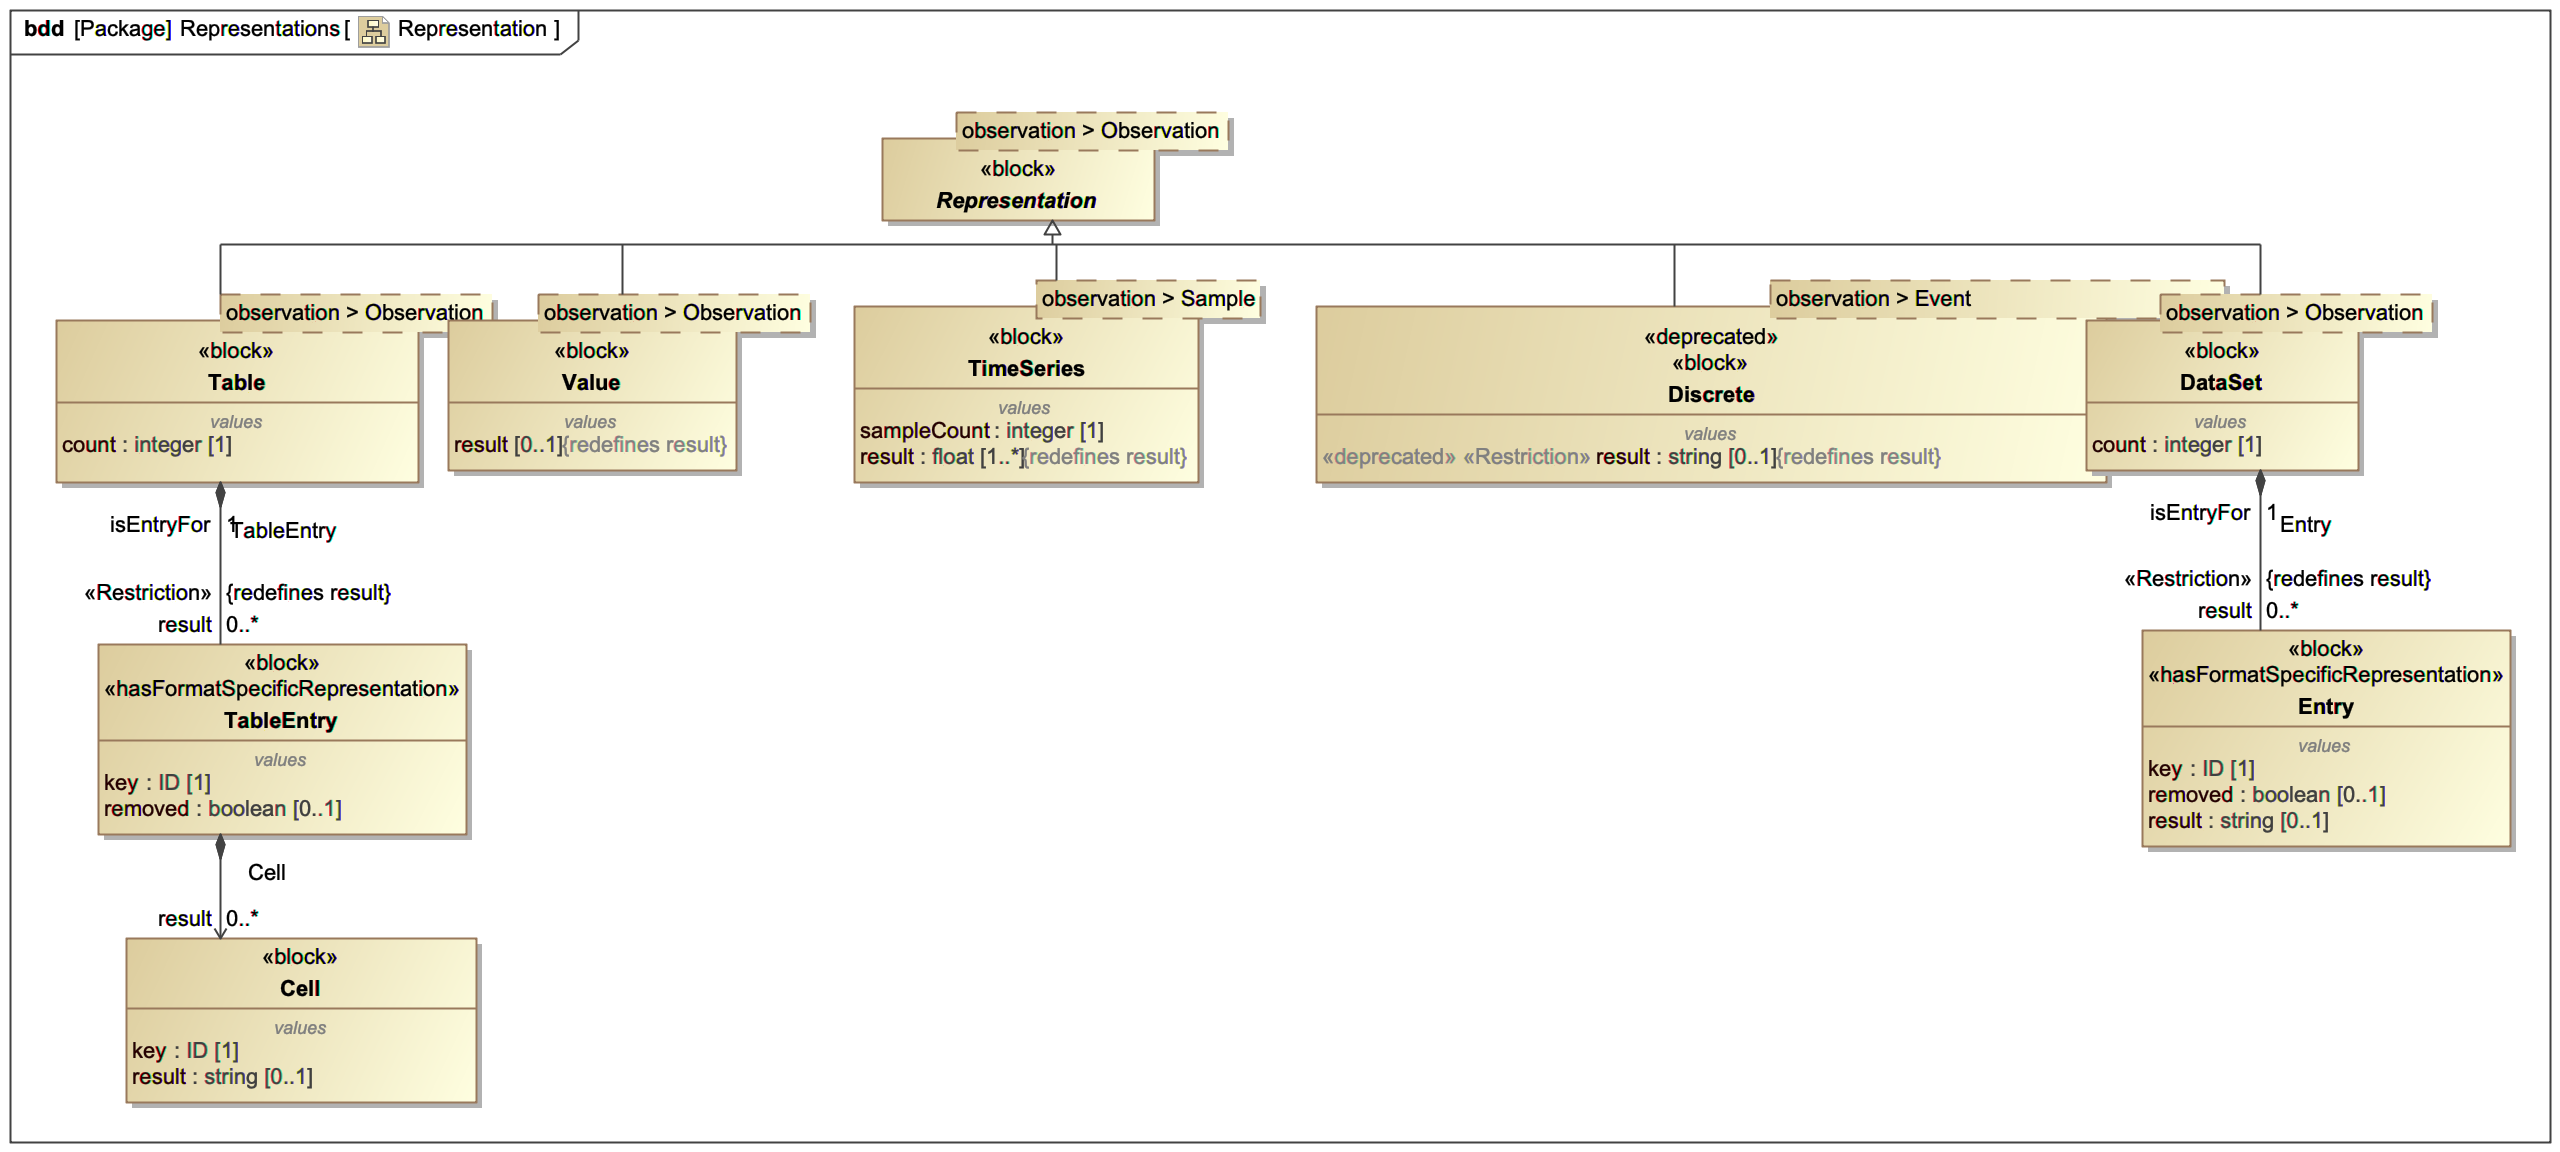 bdd [Package] Representations [ Representation ]
observation > Observation
«block»
Representation
observation > Observation
«block»
Table
values
count : integer [1]
observation > Observation
«block»
Value
values
result [0..1]{redefines result}
observation > Sample
«block»
TimeSeries
values
sampleCount : integer [1]
result : float [1..*]{redefines result}
observation > Event
«deprecated»
«block»
Discrete
values
«deprecated» «Restriction» result : string [0..1]{redefines result}
observation > Observation
«block»
DataSet
values
count : integer [1]
isEntryFor 1
TableEntry
«Restriction» {redefines result}
result 0..*
«block»
«hasFormatSpecificRepresentation»
TableEntry
values
key : ID [1]
removed : boolean [0..1]
Cell
result 0..*
«block»
Cell
values
key : ID [1]
result : string [0..1]
isEntryFor 1
Entry
«Restriction» {redefines result}
result 0..*
«block»
«hasFormatSpecificRepresentation»
Entry
values
key : ID [1]
removed : boolean [0..1]
result : string [0..1]